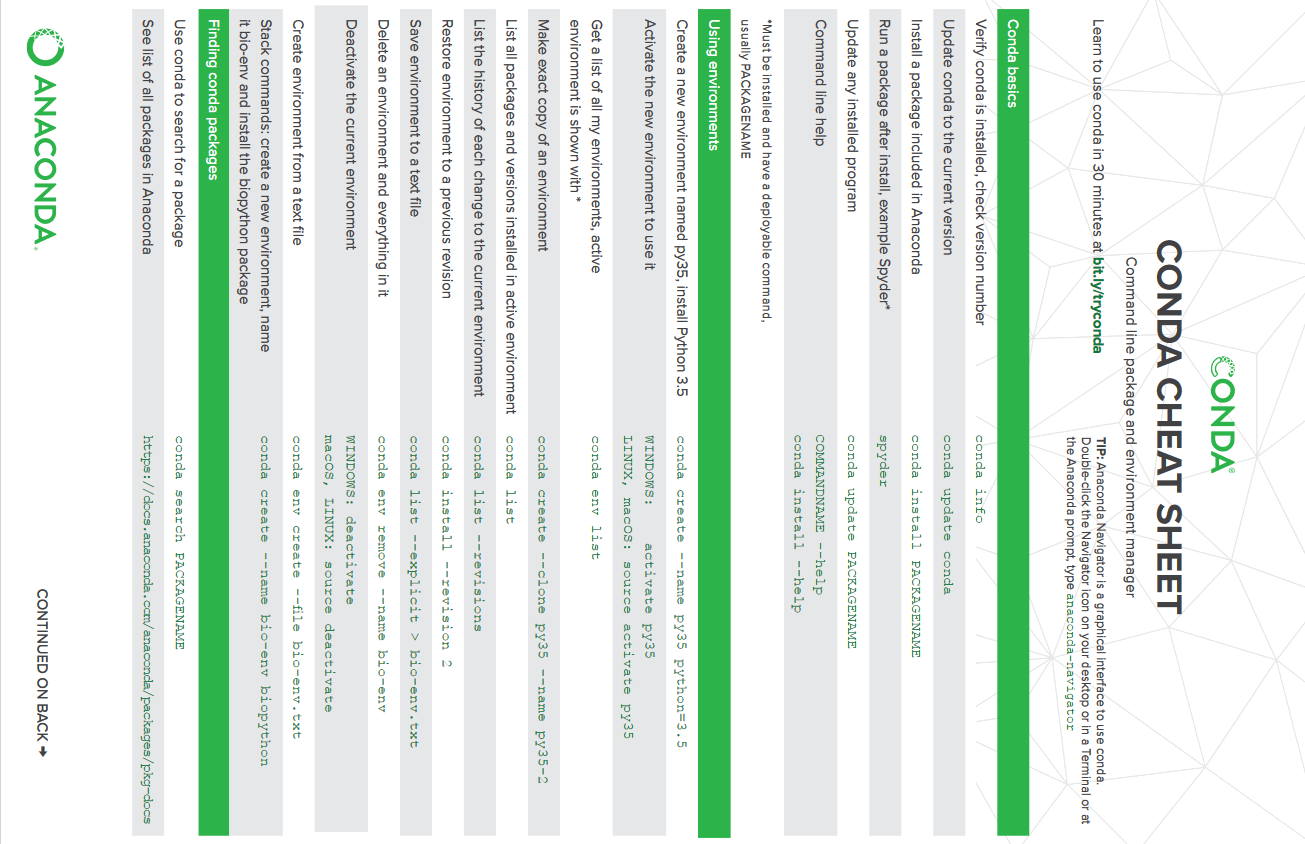 CONDA®
CONDA CHEAT SHEET
Command line package and environment manager
Learn to use conda in 30 minutes at bit.ly/tryconda
TIP: Anaconda Navigator is a graphical interface to use conda.
Double-click the Navigator icon on your desktop or in a Terminal or at
the Anaconda prompt, type anaconda-navigator
Conda basics
Verify conda is installed, check version number conda info
Update conda to the current version conda update conda
Install a package included in Anaconda conda install PACKAGENAME
Run a package after install, example Spyder* spyder
Update any installed program conda update PACKAGENAME
Command line help COMMANDNAME --help
conda install --help
*Must be installed and have a deployable command,
usually PACKAGENAME
Using environments
Create a new environment named py35, install Python 3.5 conda create --name py35 python=3.5
Activate the new environment to use it WINDOWS: activate py35
LINUX, macOS: source activate py35
Get a list of all my environments, active
environment is shown with * conda env list
Make exact copy of an environment conda create --clone py35 --name py35-2
List all packages and versions installed in active environment conda list
List the history of each change to the current environment conda list --revisions
Restore environment to a previous revision conda install --revision 2
Save environment to a text file conda list --explicit > bio-env.txt
Delete an environment and everything in it conda env remove --name bio-env
Deactivate the current environment WINDOWS: deactivate
macOS, LINUX: source deactivate
Create environment from a text file conda env create --file bio-env.txt
Stack commands: create a new environment, name
it bio-env and install the biopython package conda create --name bio-env biopython
Finding conda packages
Use conda to search for a package conda search PACKAGENAME
See list of all packages in Anaconda https://docs.anaconda.com/anaconda/packages/pkg-docs
ANACONDA.
CONTINUED ON BACK →